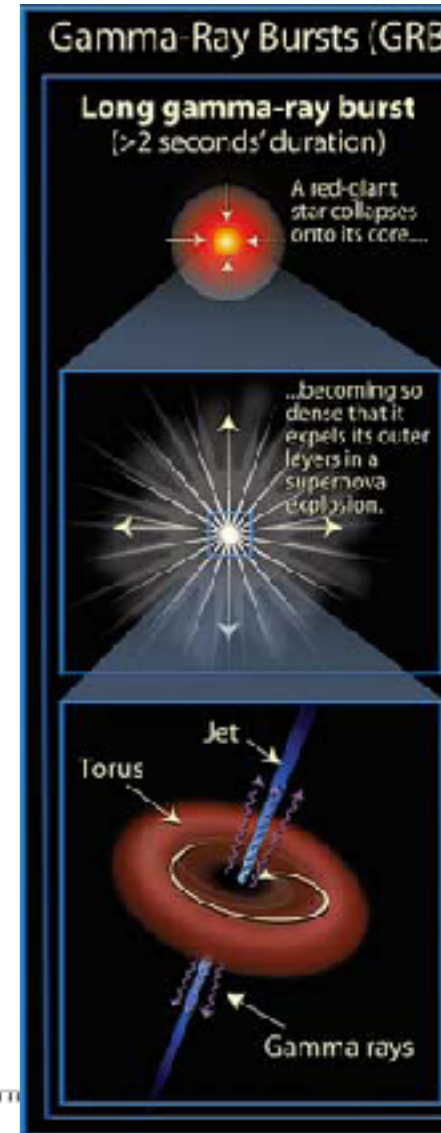 Gamma-Ray Bursts (GRB
Long gamma-ray burst
(>2 seconds' duration)
A red-giant
star collapses
onto its core....
...becoming so
dense that it
expels its outer
layers in a
supernova
explosion.
Jet
Torus
Gamma rays